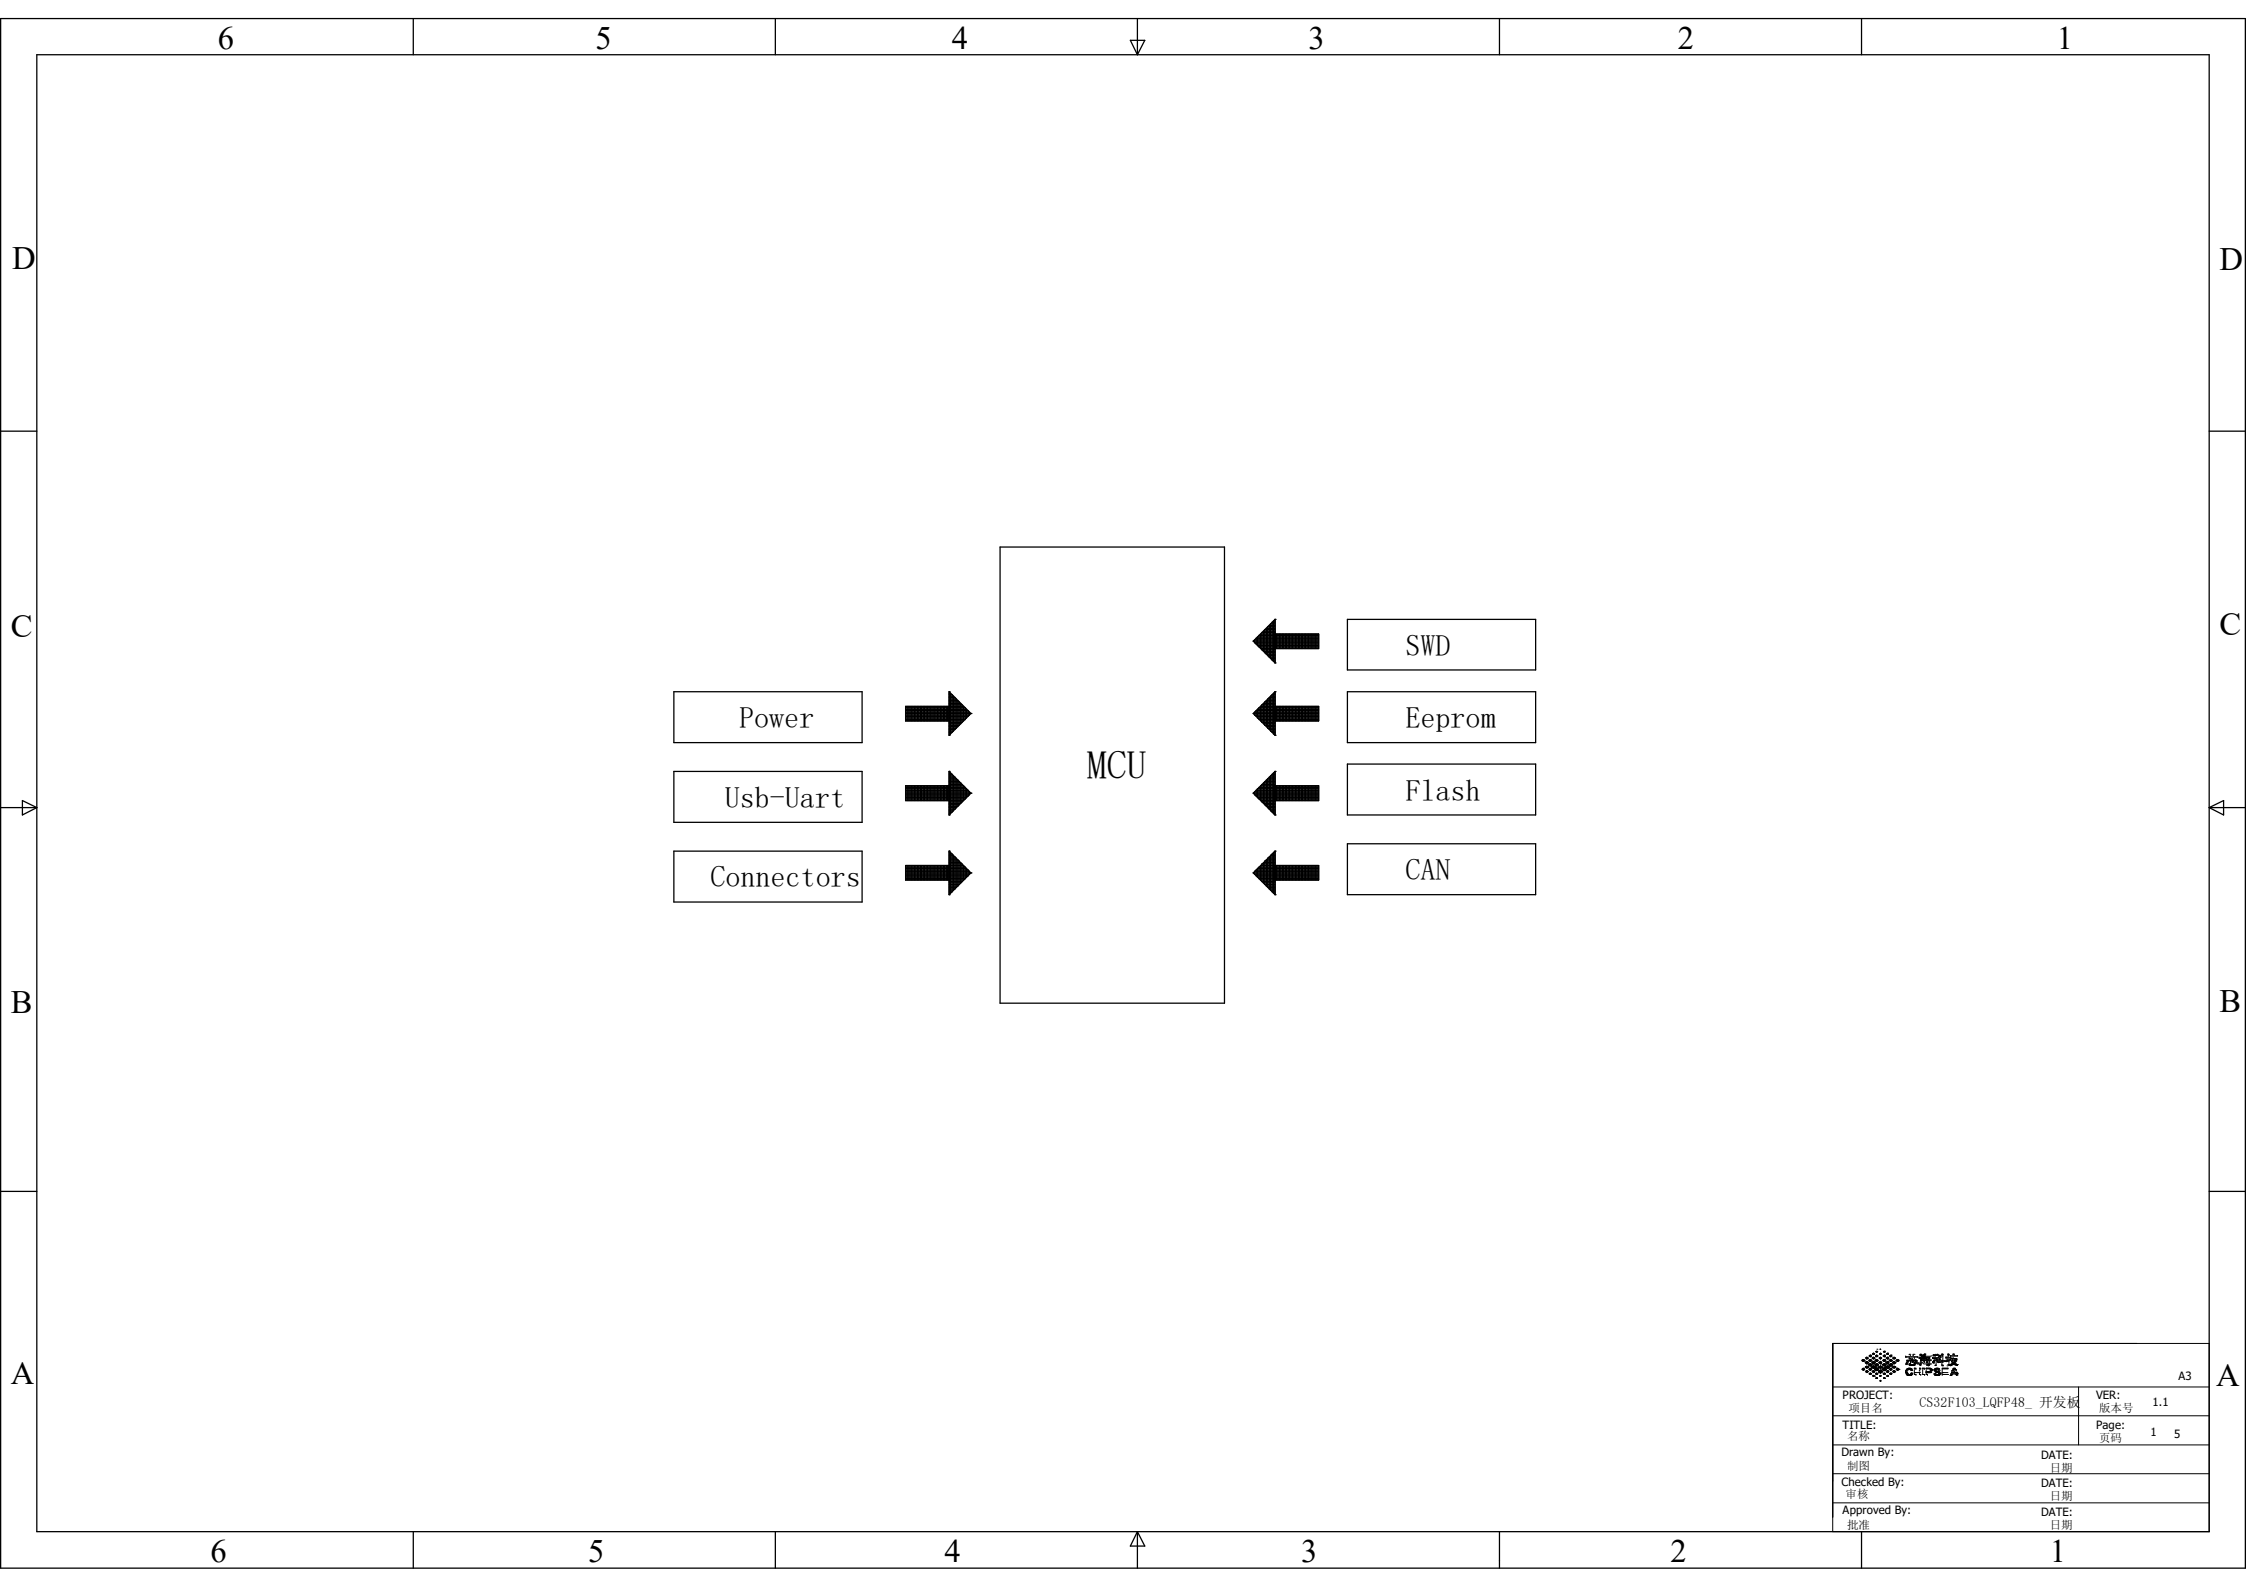 6 5 4 3 2 1
D D
C C
SWD
Power Eeprom
MCU
Usb-Uart Flash
Connectors CAN
B B
A A
芯海科技
CHIPSEA
A3
PROJECT: CS32F103_LQFP48_ 开发板 VER: 1.1
项目名 版本号
TITLE: Page: 1 5
名称 页码
Drawn By: DATE:
制图 日期
Checked By: DATE:
审核 日期
Approved By: DATE:
批准 日期
6 5 4 3 2 1